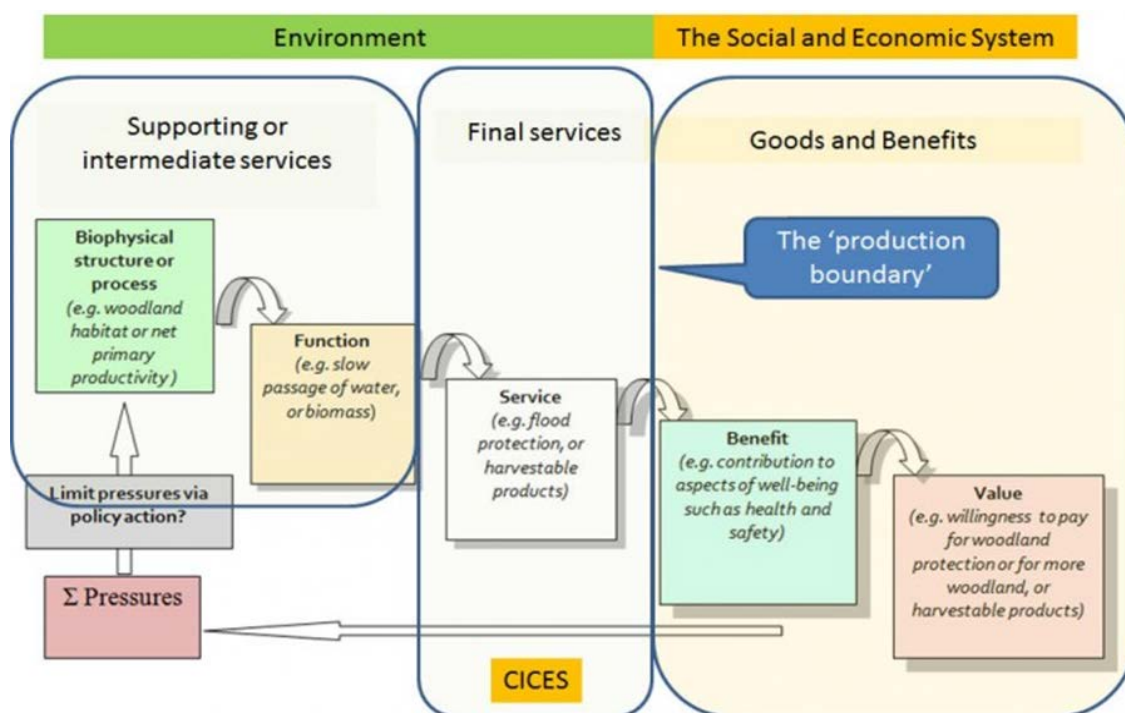 Environment
The Social and Economic System
Supporting or
intermediate services
Final services
Goods and Benefits
Biophysical
structure or
process
(e.g. woodland
habitat or net
primary
productivity )
The ‘production
boundary’
Function
(e.g. slow
passage of water,
or biomass)
Service
(e.g. flood
protection, or
harvestable
products)
Benefit
(e.g. contribution to
aspects of well-being
such as health and
safety)
Value
(e.g. willingness to pay
for woodland
protection or for more
woodland, or
harvestable products)
Limit pressures via
policy action?
Σ Pressures
CICES